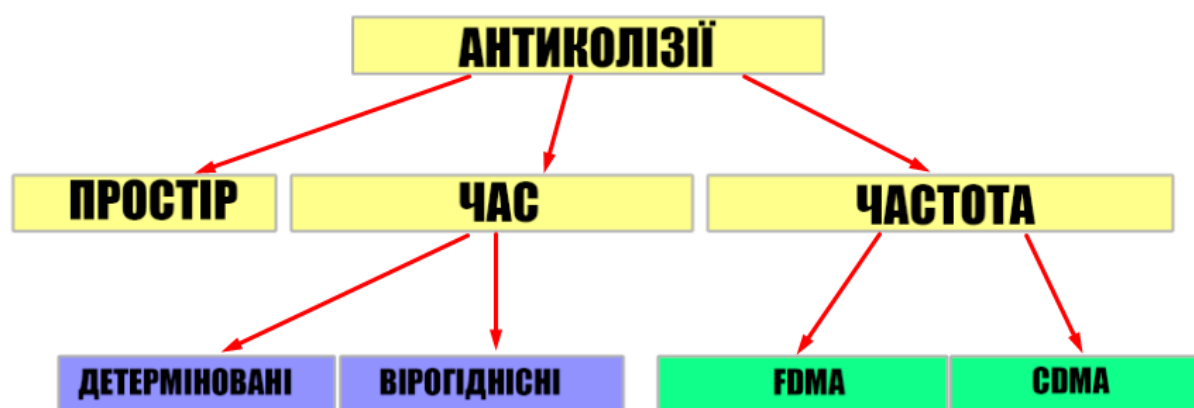 АНТИКОЛІЗІЇ
ПРОСТІР
ЧАС
ЧАСТОТА
ДЕТЕРМІНОВАНІ
ВІРОГІДНІСНІ
FDMA
CDMA